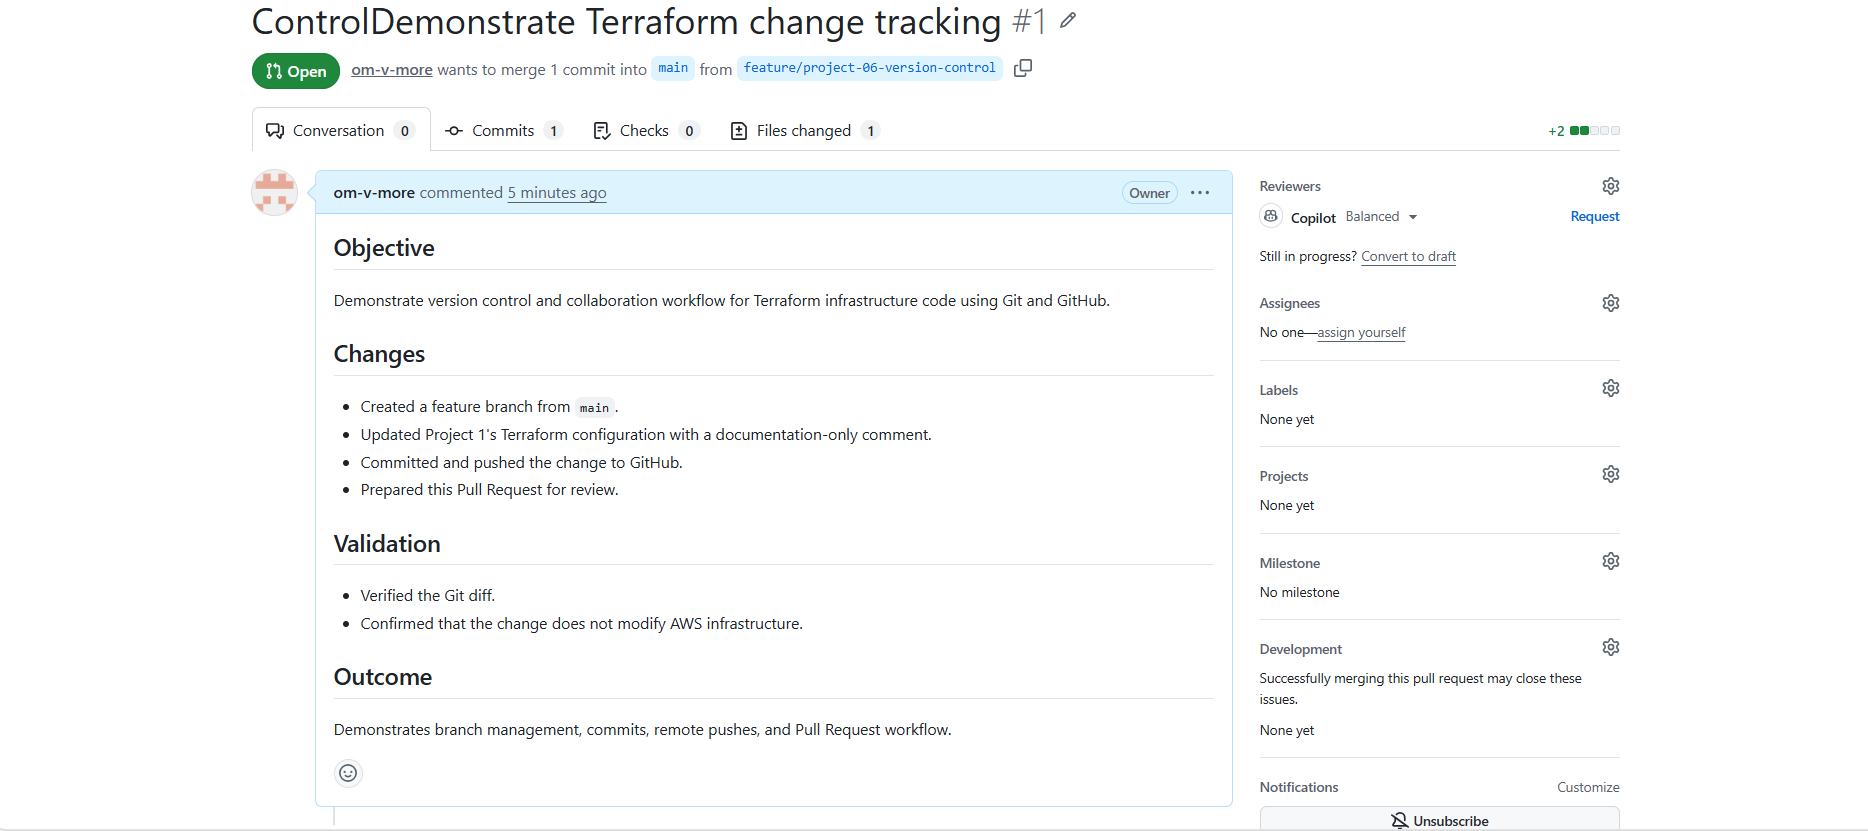 ControlDemonstrate Terraform change tracking #1
Open om-v-more wants to merge 1 commit into main from feature/project-06-version-control
Conversation 0 Commits 1 Checks 0 Files changed 1 +2
om-v-more commented 5 minutes ago Owner
Objective
Demonstrate version control and collaboration workflow for Terraform infrastructure code using Git and GitHub.
Changes
Created a feature branch from main.
Updated Project 1's Terraform configuration with a documentation-only comment.
Committed and pushed the change to GitHub.
Prepared this Pull Request for review.
Validation
Verified the Git diff.
Confirmed that the change does not modify AWS infrastructure.
Outcome
Demonstrates branch management, commits, remote pushes, and Pull Request workflow.
Reviewers
Copilot Balanced Request
Still in progress? Convert to draft
Assignees
No one—assign yourself
Labels
None yet
Projects
None yet
Milestone
No milestone
Development
Successfully merging this pull request may close these
issues.
None yet
Notifications Customize
Unsubscribe